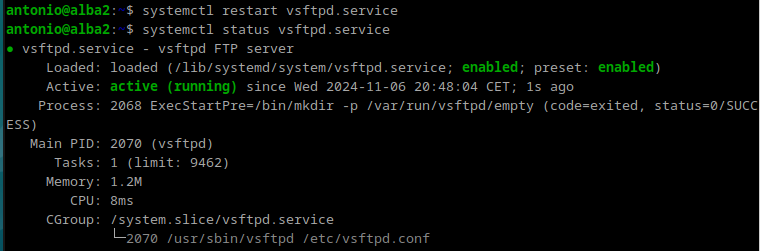 antonio@alba2:~$ systemctl restart vsftpd.service
antonio@alba2:~$ systemctl status vsftpd.service
● vsftpd.service - vsftpd FTP server
     Loaded: loaded (/lib/systemd/system/vsftpd.service; enabled; preset: enabled)
     Active: active (running) since Wed 2024-11-06 20:48:04 CET; 1s ago
    Process: 2068 ExecStartPre=/bin/mkdir -p /var/run/vsftpd/empty (code=exited, status=0/SUCC
ESS)
   Main PID: 2070 (vsftpd)
      Tasks: 1 (limit: 9462)
     Memory: 1.2M
        CPU: 8ms
     CGroup: /system.slice/vsftpd.service
             └─2070 /usr/sbin/vsftpd /etc/vsftpd.conf